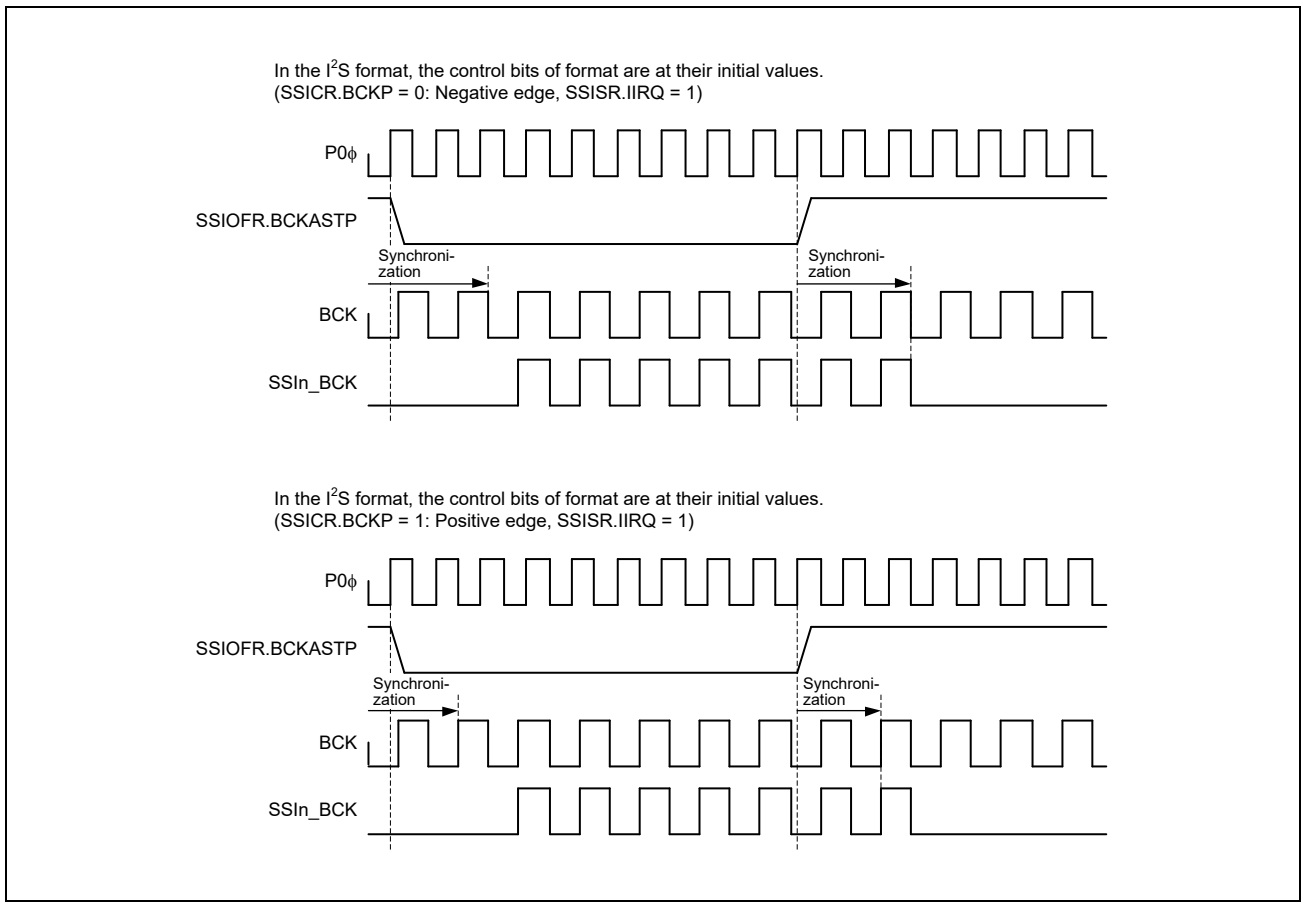 In the I²S format, the control bits of format are at their initial values.
(SSICR.BCKP = 0: Negative edge, SSISR.IIRQ = 1)
P0ϕ
SSIOFR.BCKASTP
Synchroni-
zation
Synchroni-
zation
BCK
SSIn_BCK
In the I²S format, the control bits of format are at their initial values.
(SSICR.BCKP = 1: Positive edge, SSISR.IIRQ = 1)
P0ϕ
SSIOFR.BCKASTP
Synchroni-
zation
Synchroni-
zation
BCK
SSIn_BCK